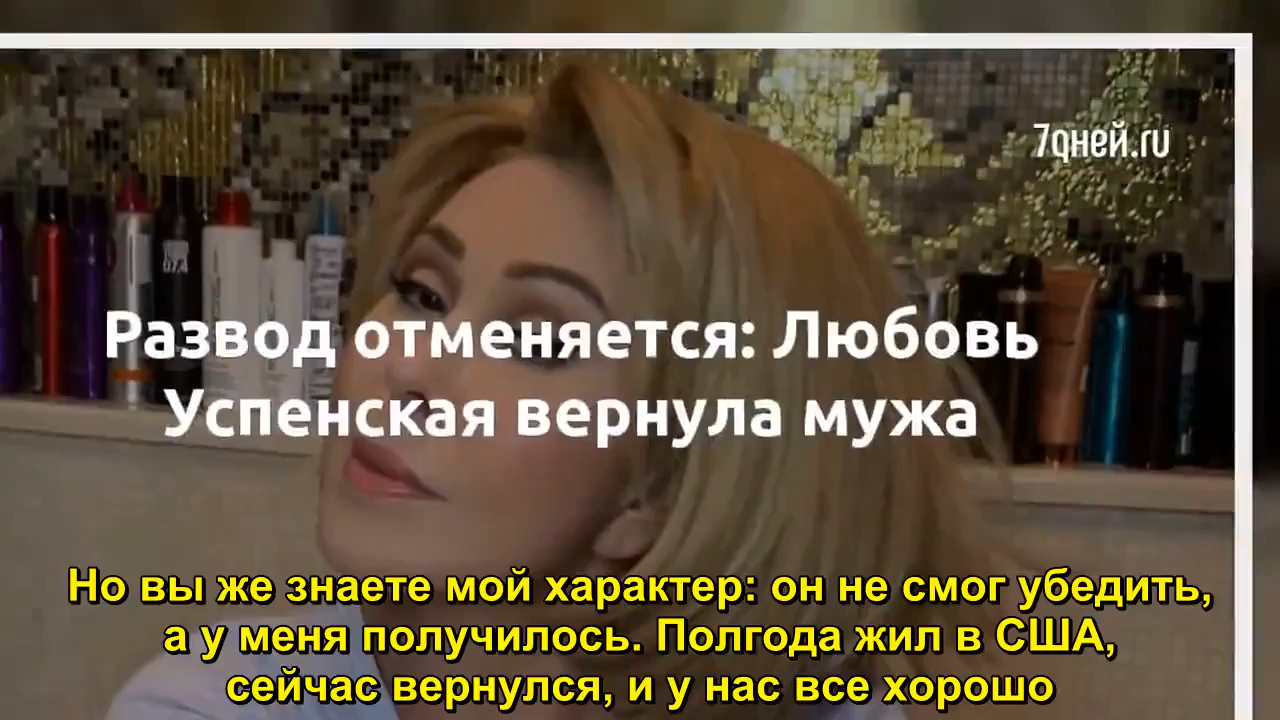 7дней.ru
Развод отменяется: Любовь
Успенская вернула мужа
Но вы же знаете мой характер: он не смог убедить,
а у меня получилось. Полгода жил в США,
сейчас вернулся, и у нас все хорошо